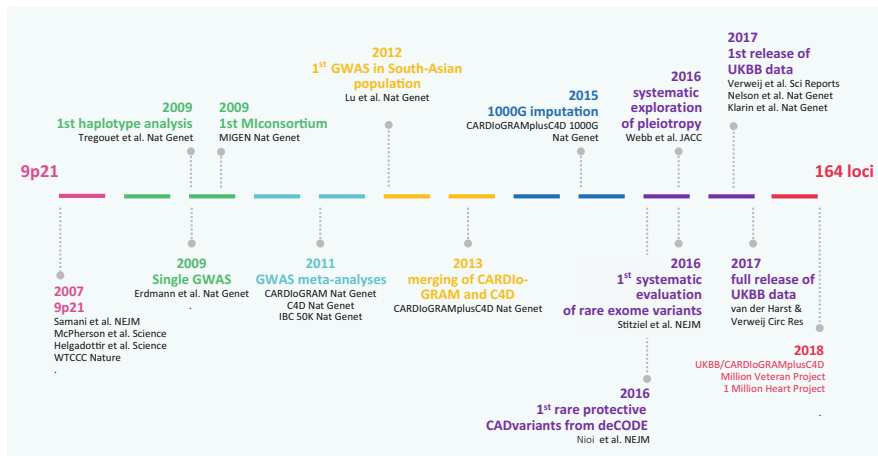 2012
1st GWAS in South-Asian
population
Lu et al. Nat Genet
2017
1st release of
UKBB data
Verweij et al. Sci Reports
Nelson et al. Nat Genet
Klarin et al. Nat Genet
2016
systematic
exploration
of pleiotropy
Webb et al. JACC
2009
1st haplotype analysis
Tregouet et al. Nat Genet
2009
1st MIconsortium
MIGEN Nat Genet
2015
1000G imputation
CARDIoGRAMplusC4D 1000G
Nat Genet
9p21
164 loci
2007
9p21
Samani et al. NEJM
McPherson et al. Science
Helgadottir et al. Science
WTCCC Nature
.
2009
Single GWAS
Erdmann et al. Nat Genet
.
2011
GWAS meta-analyses
CARDIoGRAM Nat Genet
C4D Nat Genet
IBC 50K Nat Genet
2013
merging of CARDIo-
GRAM and C4D
CARDIoGRAMplusC4D Nat Genet
2016
1st systematic
evaluation
of rare exome variants
Stitziel et al. NEJM
2017
full release of
UKBB data
van der Harst &
Verweij Circ Res
2018
UKBB/CARDIoGRAMplusC4D
Million Veteran Project
1 Million Heart Project
.
2016
1st rare protective
CADvariants from deCODE
Nioi et al. NEJM